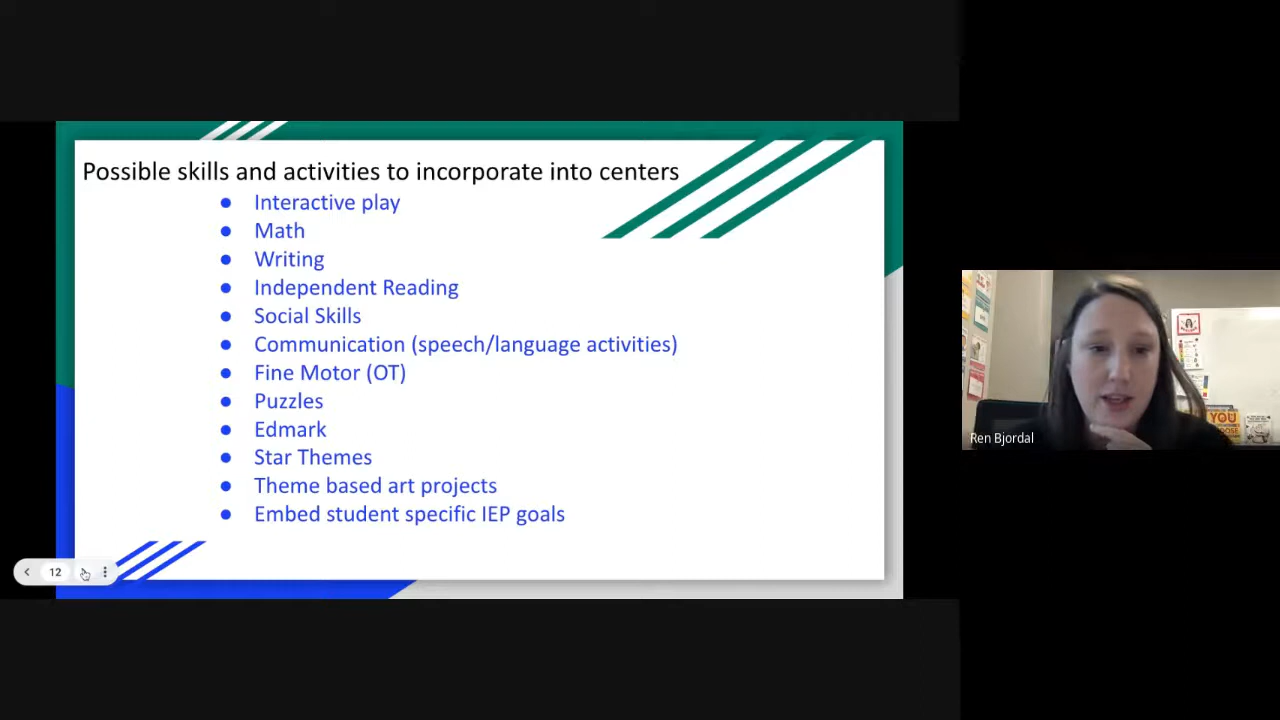 Possible skills and activities to incorporate into centers
● Interactive play
● Math
● Writing
● Independent Reading
● Social Skills
● Communication (speech/language activities)
● Fine Motor (OT)
● Puzzles
● Edmark
● Star Themes
● Theme based art projects
● Embed student specific IEP goals
12
Ren Bjordal
YOU